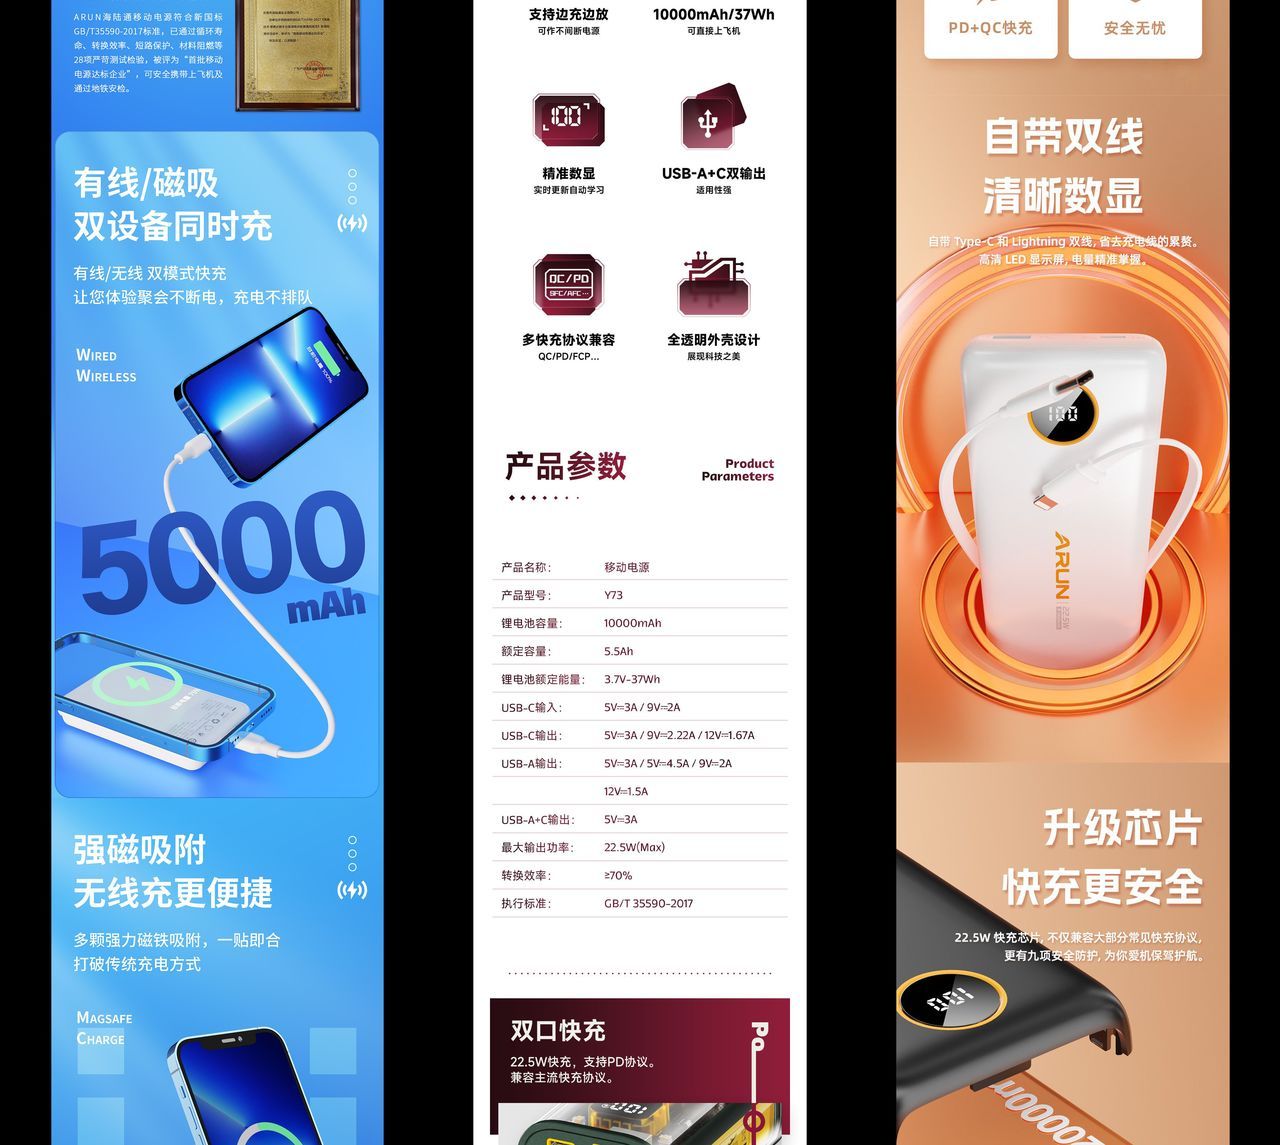 ARUN海陆通移动电源符合新国标
GB/T35590-2017标准，已通过循环寿
命、转换效率、短路保护、材料阻燃等
28项严苛测试检验，被评为“首批移动
电源达标企业”，可安全携带上飞机及
通过地铁安检。
有线/磁吸
双设备同时充
有线/无线 双模式快充
让您体验聚会不断电，充电不排队
WIRED
WIRELESS
5000
mAh
强磁吸附
无线充更便捷
多颗强力磁铁吸附，一贴即合
打破传统充电方式
MAGSAFE
CHARGE
支持边充边放
可作不间断电源
10000mAh/37Wh
可直接上飞机
100
精准数显
实时更新自动学习
USB-A+C双输出
适用性强
QC/PD
SFC/AFC...
多快充协议兼容
QC/PD/FCP...
全透明外壳设计
展现科技之美
产品参数
Product
Parameters
产品名称： 移动电源
产品型号： Y73
锂电池容量： 10000mAh
额定容量： 5.5Ah
锂电池额定能量： 3.7V-37Wh
USB-C输入： 5V⎓3A / 9V⎓2A
USB-C输出： 5V⎓3A / 9V⎓2.22A / 12V⎓1.67A
USB-A输出： 5V⎓3A / 5V⎓4.5A / 9V⎓2A
12V⎓1.5A
USB-A+C输出： 5V⎓3A
最大输出功率： 22.5W(Max)
转换效率： ≥70%
执行标准： GB/T 35590-2017
双口快充
22.5W快充，支持PD协议。
兼容主流快充协议。
Po
PD+QC快充
安全无忧
自带双线
清晰数显
自带 Type-C 和 Lightning 双线，省去充电线的累赘。
高清 LED 显示屏，电量精准掌握。
100
ARUN
22.5W
升级芯片
快充更安全
22.5W 快充芯片，不仅兼容大部分常见快充协议，
更有九项安全防护，为你爱机保驾护航。